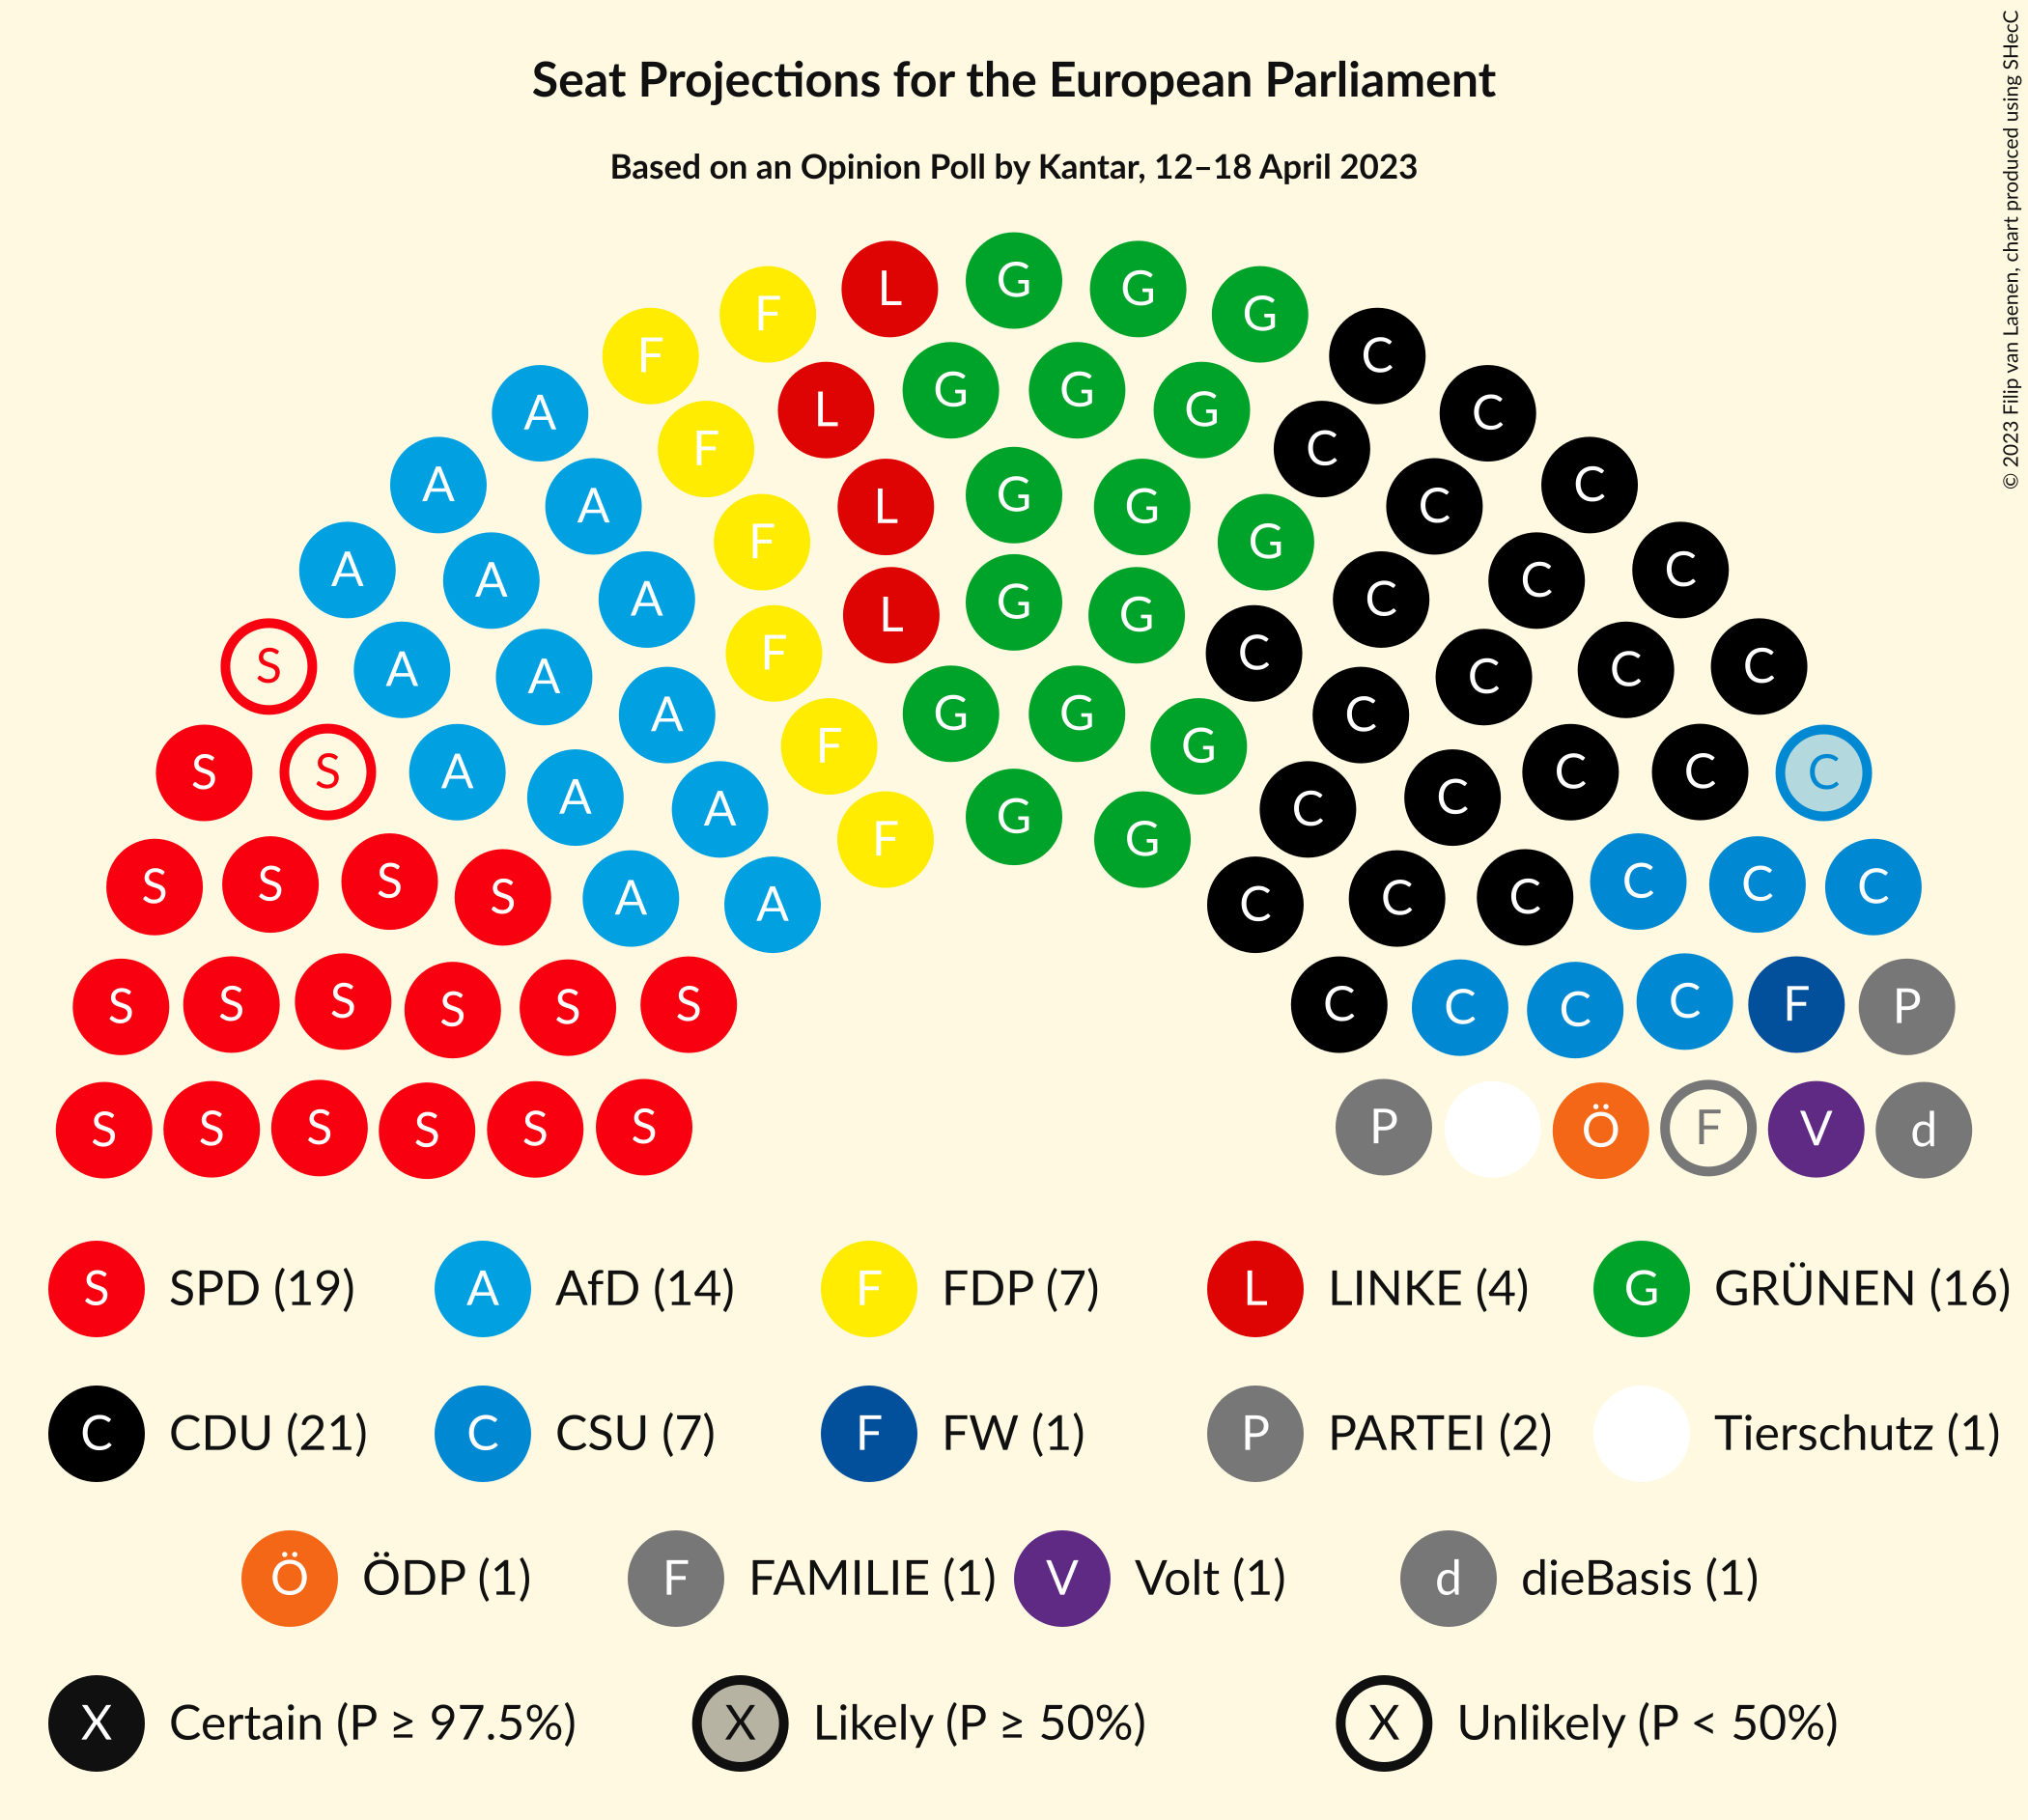 Seat Projections for the European Parliament
Based on an Opinion Poll by Kantar, 12–18 April 2023
© 2023 Filip van Laenen, chart produced using SHecC
G
L G
F G
F C
G G
A L G C
F C
A A G C
F L G G C
A A C C
A F L G G C C
S A A F C C C C
A A G G C C
S S A A F G C C C C
A A F G G C C
S S S S A A C C C C C C
S S S S S S C C C C F P
S S S S S S P Ö F V d
S SPD (19) A AfD (14) F FDP (7) L LINKE (4) G GRÜNEN (16)
C CDU (21) C CSU (7) F FW (1) P PARTEI (2) Tierschutz (1)
Ö ÖDP (1) F FAMILIE (1) V Volt (1) d dieBasis (1)
X Certain (P ≥ 97.5%) X Likely (P ≥ 50%) X Unlikely (P < 50%)